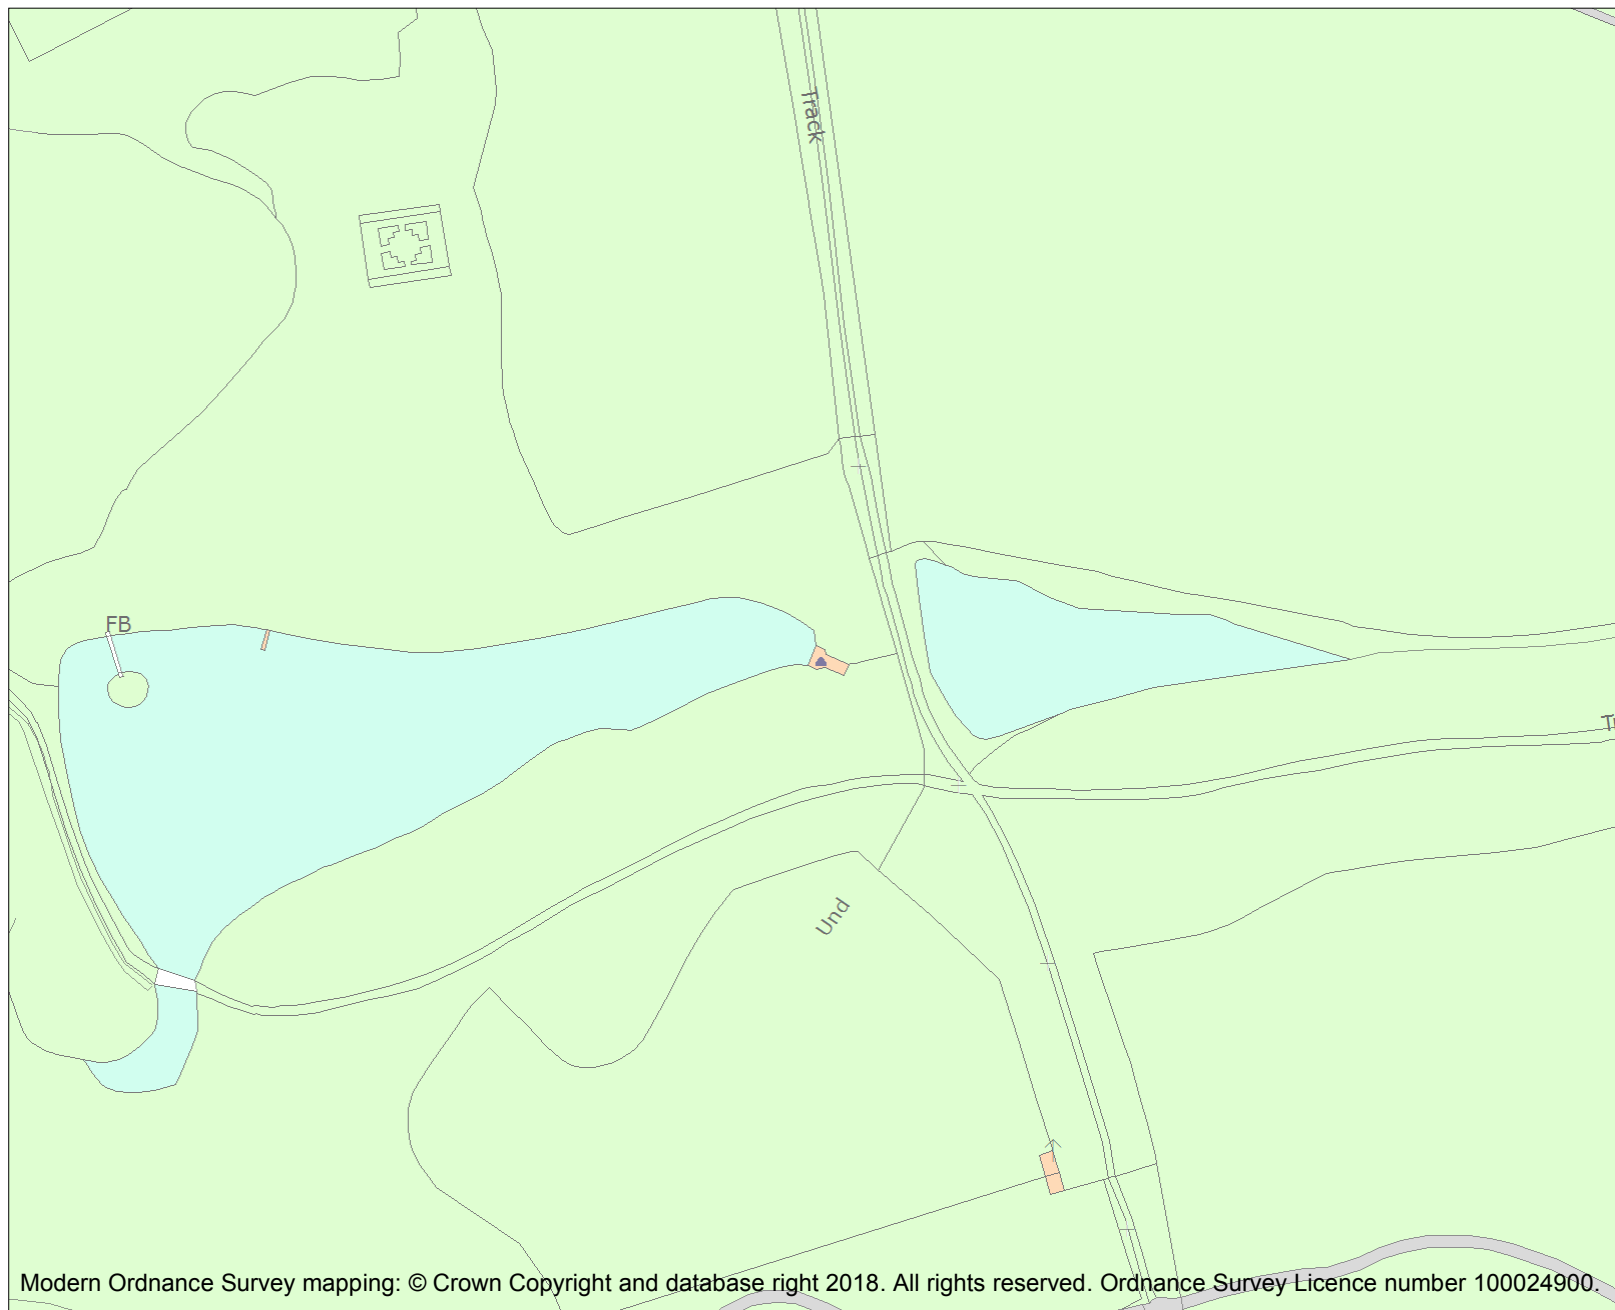 Track
FB
Und
Modern Ordnance Survey mapping: © Crown Copyright and database right 2018. All rights reserved. Ordnance Survey Licence number 100024900.